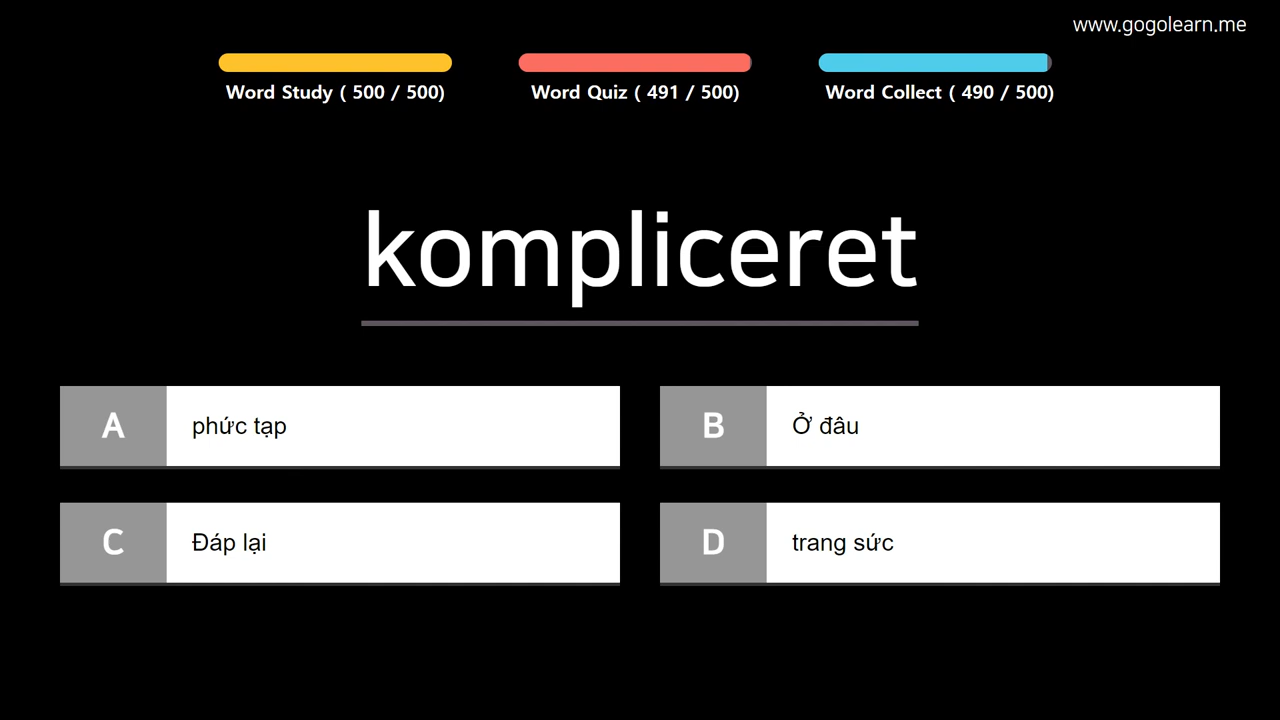 www.gogolearn.me
Word Study ( 500 / 500)
Word Quiz ( 491 / 500)
Word Collect ( 490 / 500)
kompliceret
A phức tạp
B Ở đâu
C Đáp lại
D trang sức